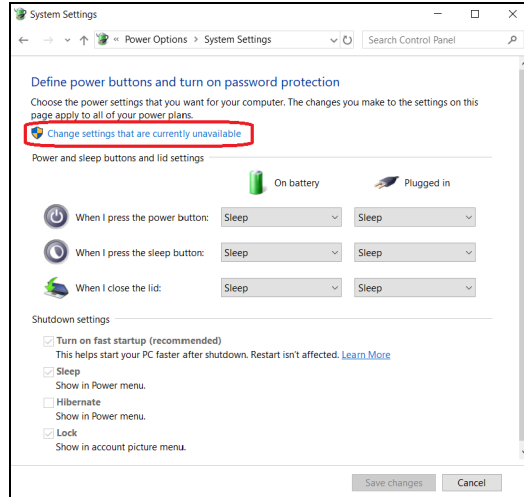 System Settings
« Power Options > System Settings
Search Control Panel
Define power buttons and turn on password protection
Choose the power settings that you want for your computer. The changes you make to the settings on this
page apply to all of your power plans.
Change settings that are currently unavailable
Power and sleep buttons and lid settings
On battery Plugged in
When I press the power button: Sleep Sleep
When I press the sleep button: Sleep Sleep
When I close the lid: Sleep Sleep
Shutdown settings
Turn on fast startup (recommended)
This helps start your PC faster after shutdown. Restart isn't affected. Learn More
Sleep
Show in Power menu.
Hibernate
Show in Power menu.
Lock
Show in account picture menu.
Save changes Cancel